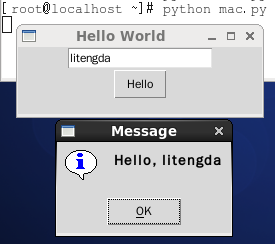 [ root@localhost ~]# python mac.py
Hello World
litengda
Hello
Message
Hello, litengda
OK